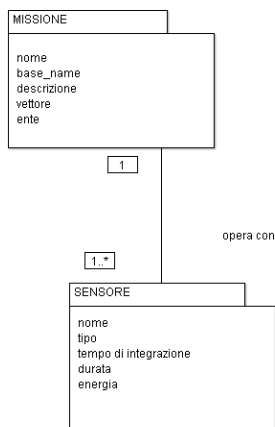 MISSIONE
nome
base_name
descrizione
vettore
ente
1
opera con
1..*
SENSORE
nome
tipo
tempo di integrazione
durata
energia